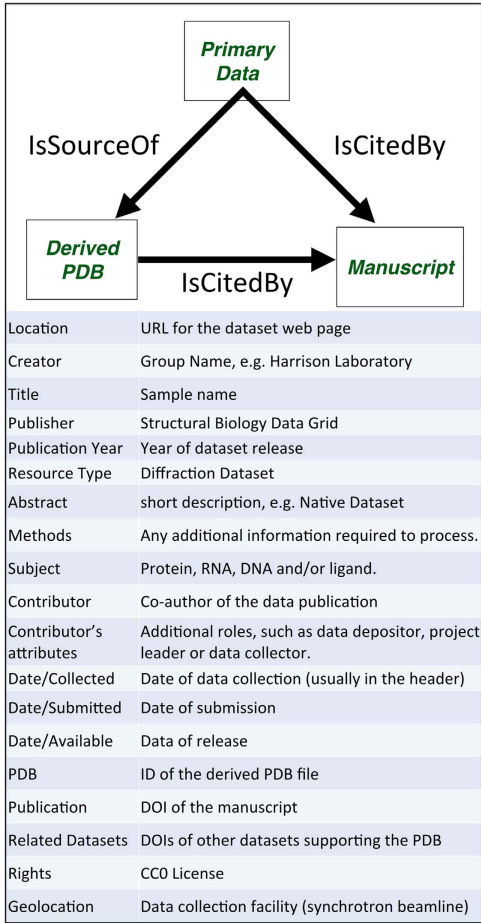 Primary
Data
IsSourceOf
IsCitedBy
Derived
PDB
IsCitedBy
Manuscript
Location URL for the dataset web page
Creator Group Name, e.g. Harrison Laboratory
Title Sample name
Publisher Structural Biology Data Grid
Publication Year Year of dataset release
Resource Type Diffraction Dataset
Abstract short description, e.g. Native Dataset
Methods Any additional information required to process.
Subject Protein, RNA, DNA and/or ligand.
Contributor Co-author of the data publication
Contributor's Additional roles, such as data depositor, project
attributes leader or data collector.
Date/Collected Date of data collection (usually in the header)
Date/Submitted Date of submission
Date/Available Data of release
PDB ID of the derived PDB file
Publication DOI of the manuscript
Related Datasets DOIs of other datasets supporting the PDB
Rights CC0 License
Geolocation Data collection facility (synchrotron beamline)